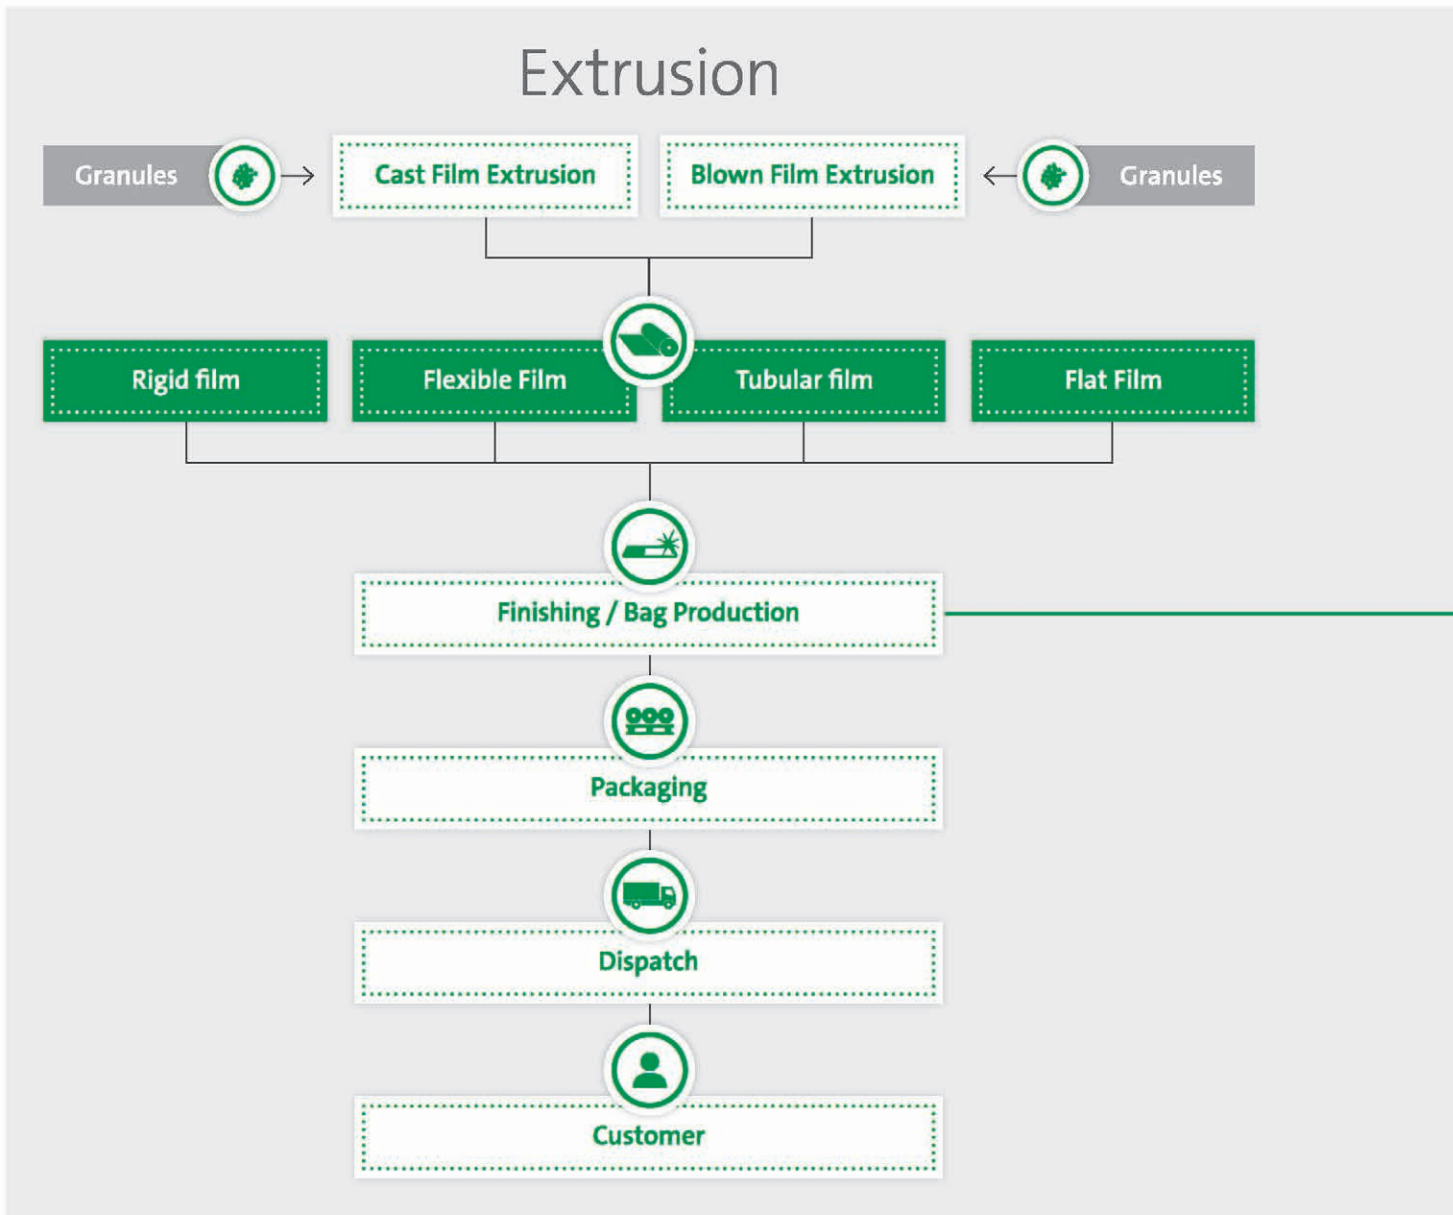 Extrusion
Granules
Cast Film Extrusion
Blown Film Extrusion
Granules
Rigid film
Flexible Film
Tubular film
Flat Film
Finishing / Bag Production
Packaging
Dispatch
Customer